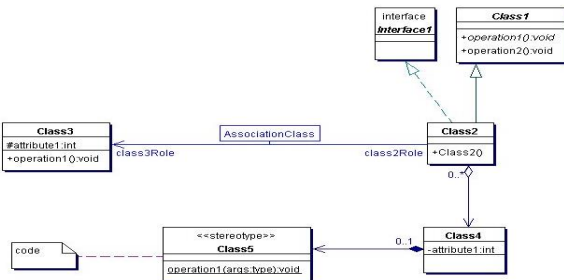 interface
Interface1
Class1
+operation1():void
+operation2():void
Class3
#attribute1:int
+operation1():void
AssociationClass
class3Role
class2Role
Class2
+Class2()
0..*
<<stereotype>>
Class5
operation1(args:type):void
code
0..1
Class4
-attribute1:int